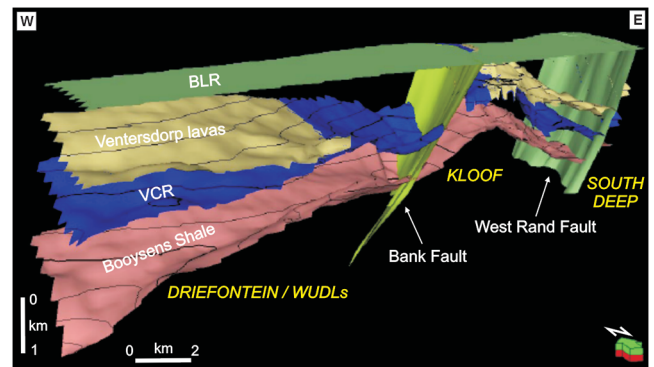 W
E
BLR
Ventersdorp lavas
VCR
Booysens Shale
KLOOF
SOUTH
DEEP
West Rand Fault
Bank Fault
DRIEFONTEIN / WUDLs
0
km
1
0 km 2
N